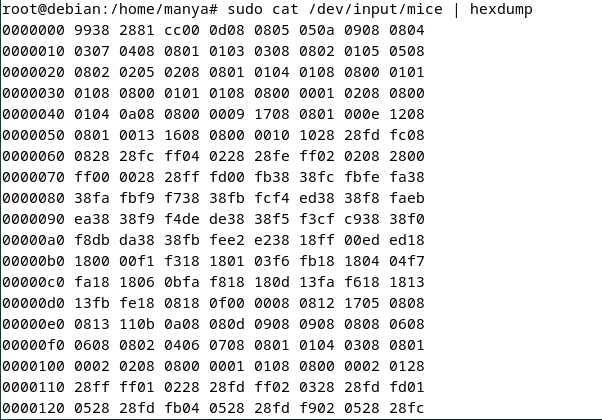 root@debian:/home/manya# sudo cat /dev/input/mice | hexdump
0000000 9938 2881 cc00 0d08 0805 050a 0908 0804
0000010 0307 0408 0801 0103 0308 0802 0105 0508
0000020 0802 0205 0208 0801 0104 0108 0800 0101
0000030 0108 0800 0101 0108 0800 0001 0208 0800
0000040 0104 0a08 0800 0009 1708 0801 000e 1208
0000050 0801 0013 1608 0800 0010 1028 28fd fc08
0000060 0828 28fc ff04 0228 28fe ff02 0208 2800
0000070 ff00 0028 28ff fd00 fb38 38fc fbfe fa38
0000080 38fa fbf9 f738 38fb fcf4 ed38 38f8 faeb
0000090 ea38 38f9 f4de de38 38f5 f3cf c938 38f0
00000a0 f8db da38 38fb fee2 e238 18ff 00ed ed18
00000b0 1800 00f1 f318 1801 03f6 fb18 1804 04f7
00000c0 fa18 1806 0bfa f818 180d 13fa f618 1813
00000d0 13fb fe18 0818 0f00 0008 0812 1705 0808
00000e0 0813 110b 0a08 080d 0908 0908 0808 0608
00000f0 0608 0802 0406 0708 0801 0104 0308 0801
0000100 0002 0208 0800 0001 0108 0800 0002 0128
0000110 28ff ff01 0228 28fd ff02 0328 28fd fd01
0000120 0528 28fd fb04 0528 28fd f902 0528 28fc